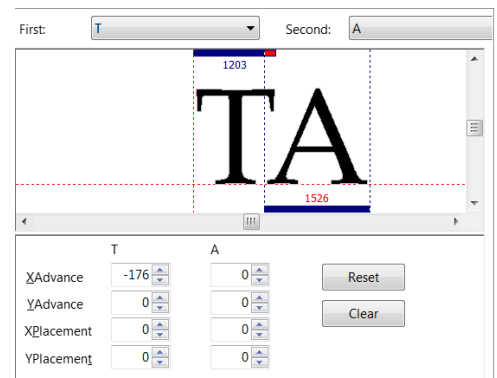 First: T Second: A
1203
TA
1526
T A
XAdvance -176 0 Reset
YAdvance 0 0 Clear
XPlacement 0 0
YPlacement 0 0